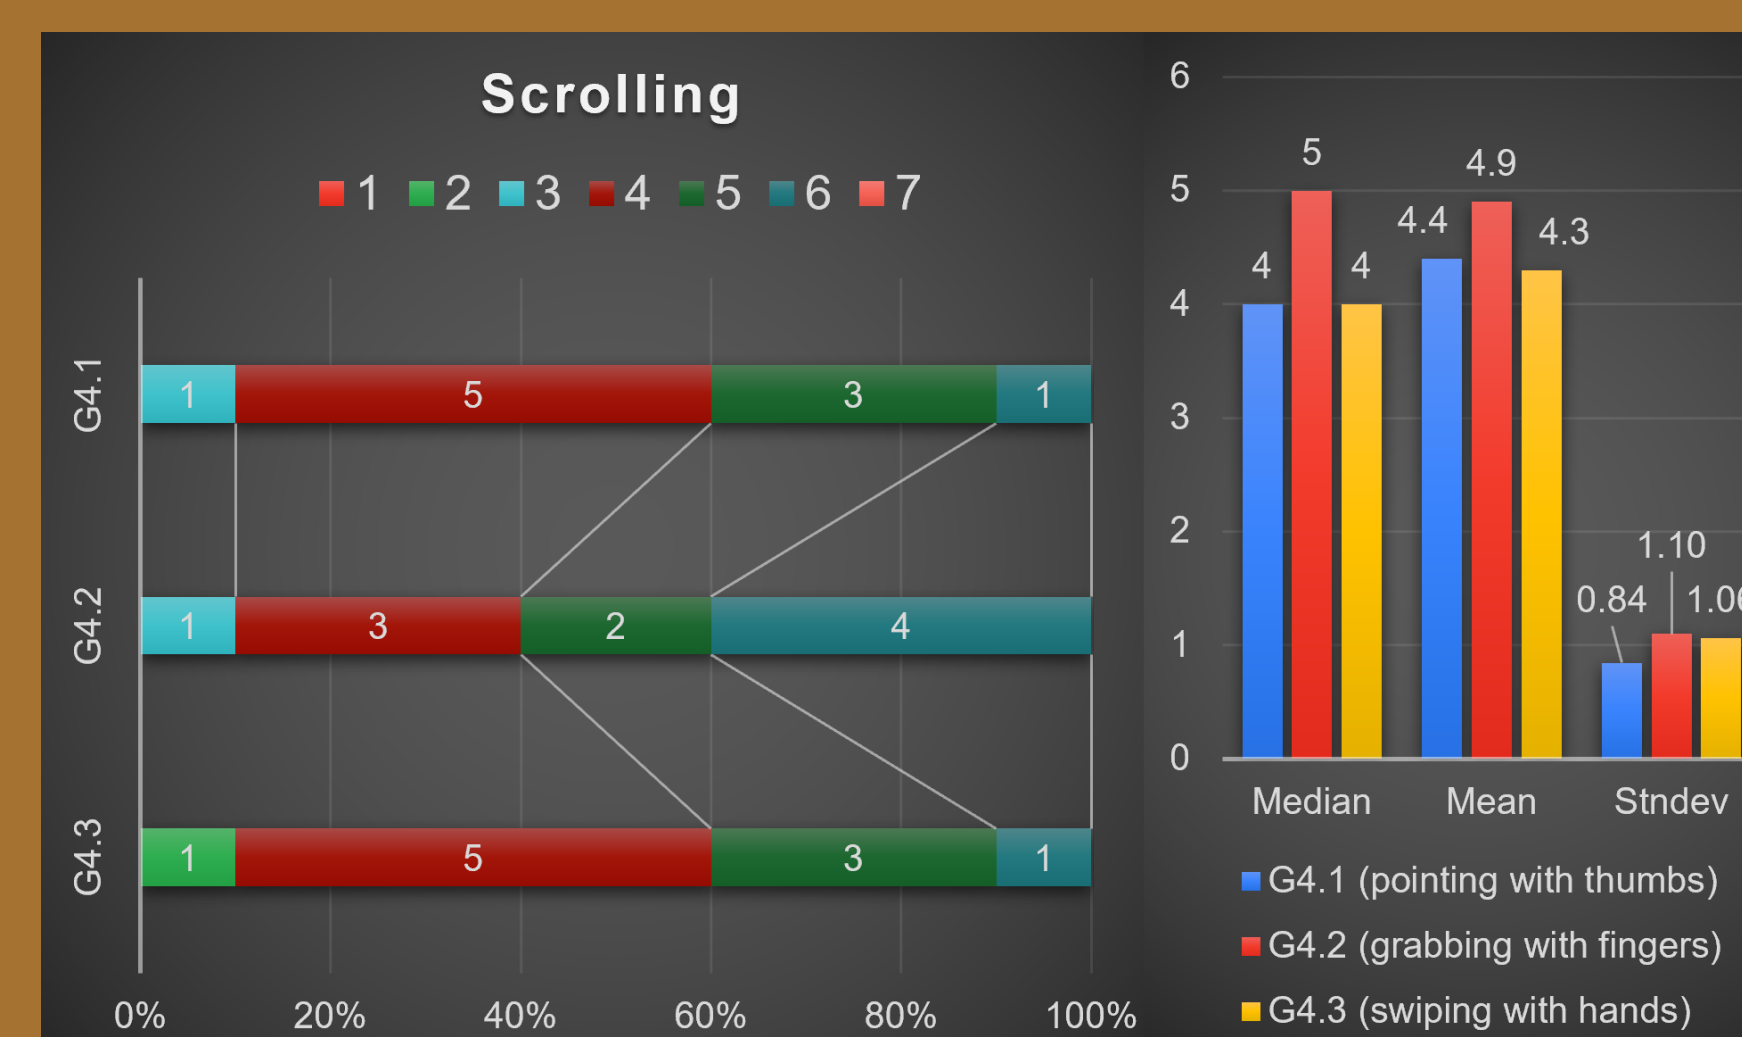 Scrolling
1 2 3 4 5 6 7
G4.1
1 5 3 1
G4.2
1 3 2 4
G4.3
1 5 3 1
0% 20% 40% 60% 80% 100%
6
5
4
3
2
1
0
4 5 4
4.4 4.9 4.3
0.84 1.10 1.06
Median Mean Stndev
G4.1 (pointing with thumbs)
G4.2 (grabbing with fingers)
G4.3 (swiping with hands)